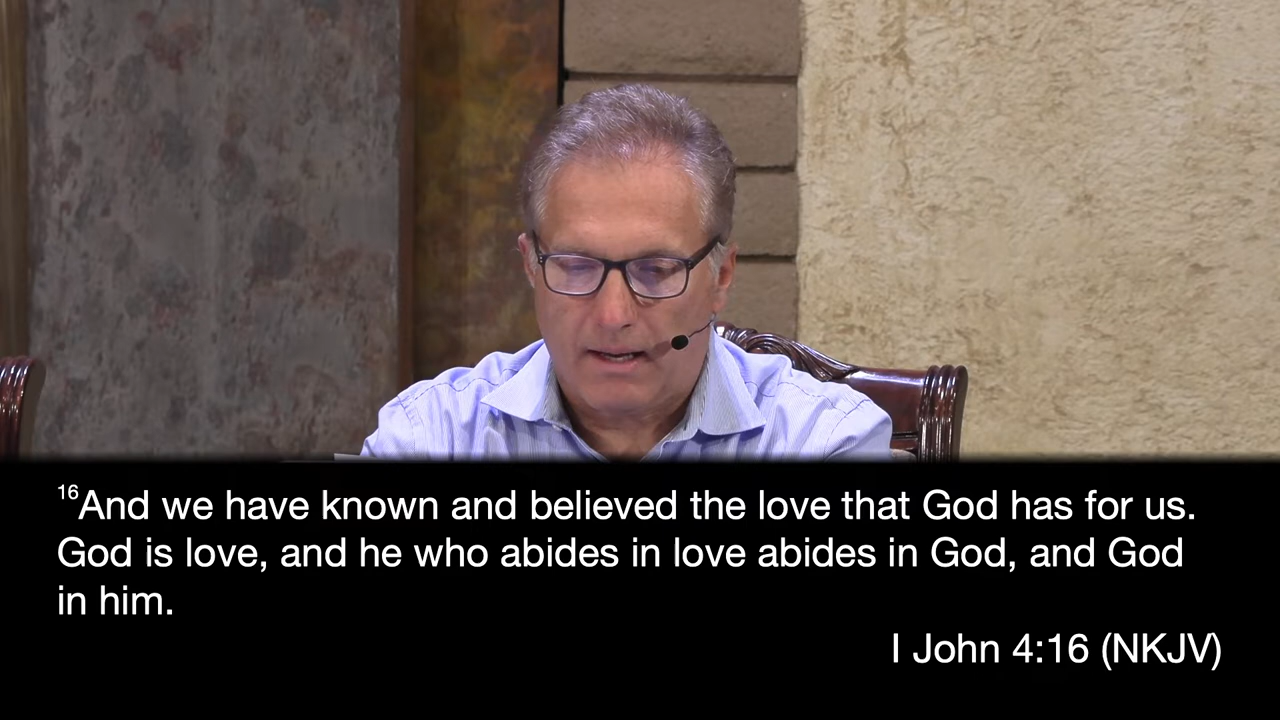 16And we have known and believed the love that God has for us.
God is love, and he who abides in love abides in God, and God
in him.
I John 4:16 (NKJV)